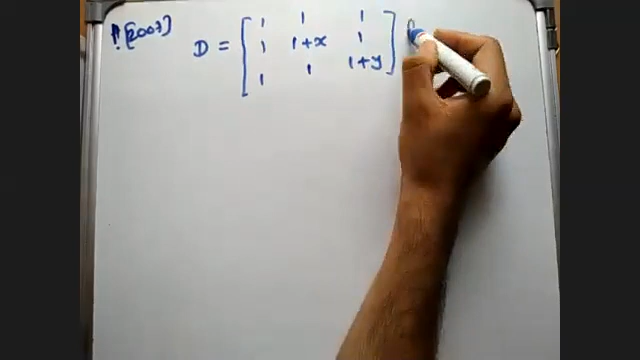 [2007]
D = [ 1 1 1
1 1+x 1
1 1 1+y ]